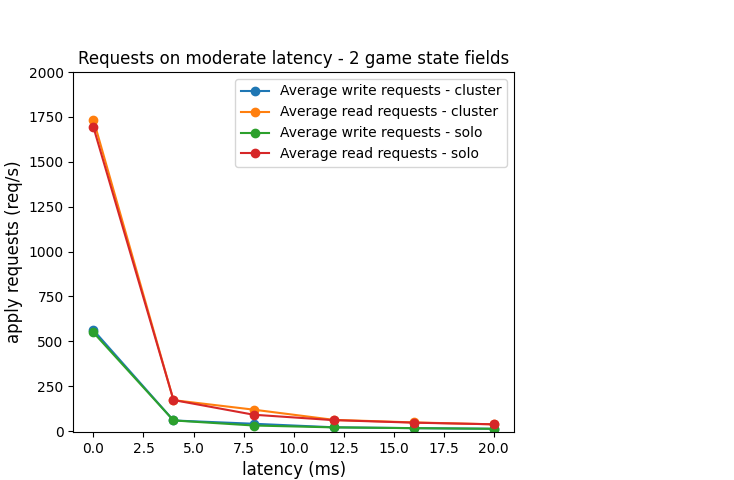 Requests on moderate latency - 2 game state fields
2000
1750
1500
1250
1000
750
500
250
0
apply requests (req/s)
Average write requests - cluster
Average read requests - cluster
Average write requests - solo
Average read requests - solo
0.0 2.5 5.0 7.5 10.0 12.5 15.0 17.5 20.0
latency (ms)